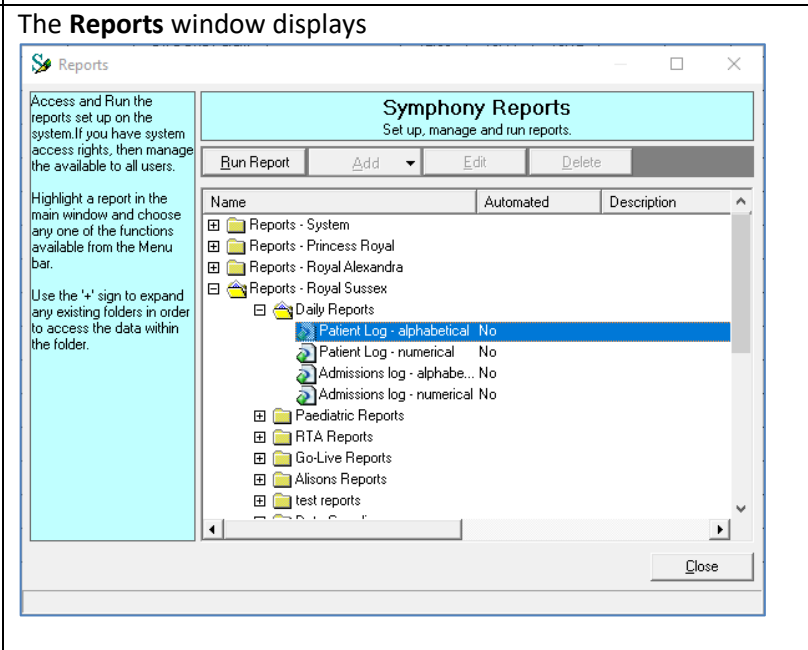 The Reports window displays
Reports
Access and Run the
reports set up on the
system.If you have system
access rights, then manage
the available to all users.
Highlight a report in the
main window and choose
any one of the functions
available from the Menu
bar.
Use the '+' sign to expand
any existing folders in order
to access the data within
the folder.
Symphony Reports
Set up, manage and run reports.
Run Report Add Edit Delete
Name Automated Description
Reports - System
Reports - Princess Royal
Reports - Royal Alexandra
Reports - Royal Sussex
Daily Reports
Patient Log - alphabetical No
Patient Log - numerical No
Admissions log - alphabe... No
Admissions log - numerical No
Paediatric Reports
RTA Reports
Go-Live Reports
Alisons Reports
test reports
Close